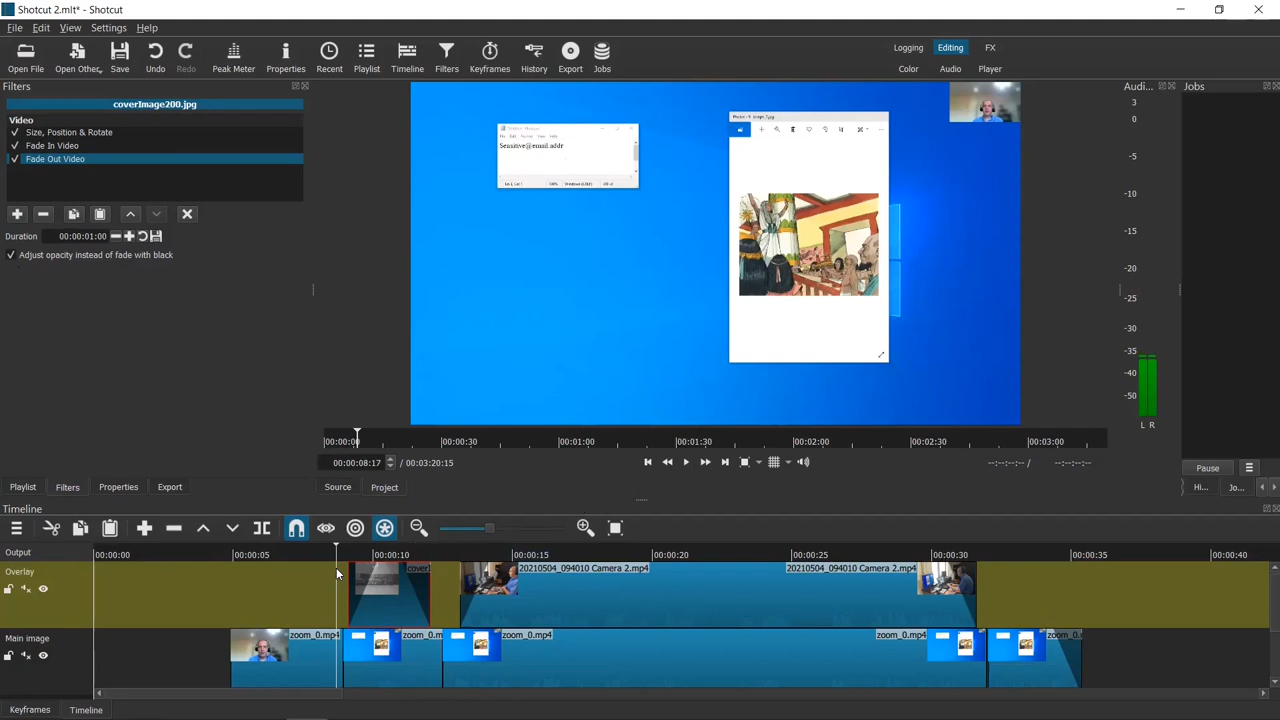 Shotcut 2.mlt* - Shotcut
File Edit View Settings Help
Open File Open Other. Save Undo Redo Peak Meter Properties Recent Playlist Timeline Filters Keyframes History Export Jobs
Logging Editing FX
Color Audio Player
Filters
coverImage200.jpg
Video
✓ Size, Position & Rotate
✓ Fade In Video
✓ Fade Out Video
Duration 00:00:01:00
✓ Adjust opacity instead of fade with black
Sensitive@email.addr
Audi...
3
0
-5
-10
-15
-20
-25
-30
-35
-40
-50
L R
Jobs
00:00:00 00:00:30 00:01:00 00:01:30 00:02:00 00:02:30 00:03:00
00:00:08:17 / 00:03:20:15 --:--:--:-- / --:--:--:--
Pause
Playlist Filters Properties Export Source Project Hi... Jo...
Timeline
Output 00:00:00 00:00:05 00:00:10 00:00:15 00:00:20 00:00:25 00:00:30 00:00:35 00:00:40
Overlay coverI 20210504_094010 Camera 2.mp4 20210504_094010 Camera 2.mp4
Main image zoom_0.mp4 zoom_0.m zoom_0.mp4 zoom_0.mp4 zoom_0.m
Keyframes Timeline